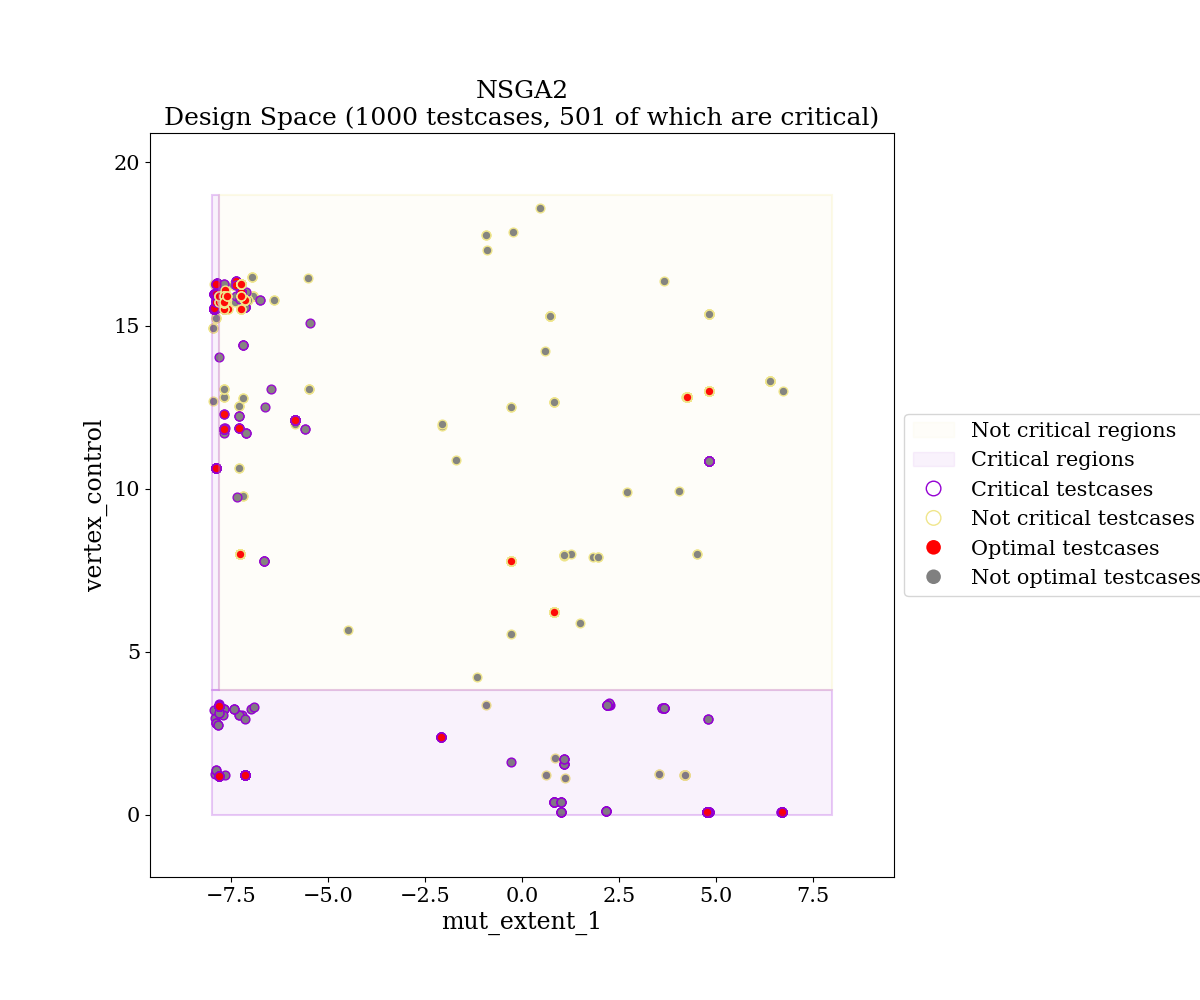 NSGA2
Design Space (1000 testcases, 501 of which are critical)
20
15
10
5
0
vertex_control
−7.5 −5.0 −2.5 0.0 2.5 5.0 7.5
mut_extent_1
Not critical regions
Critical regions
Critical testcases
Not critical testcases
Optimal testcases
Not optimal testcases